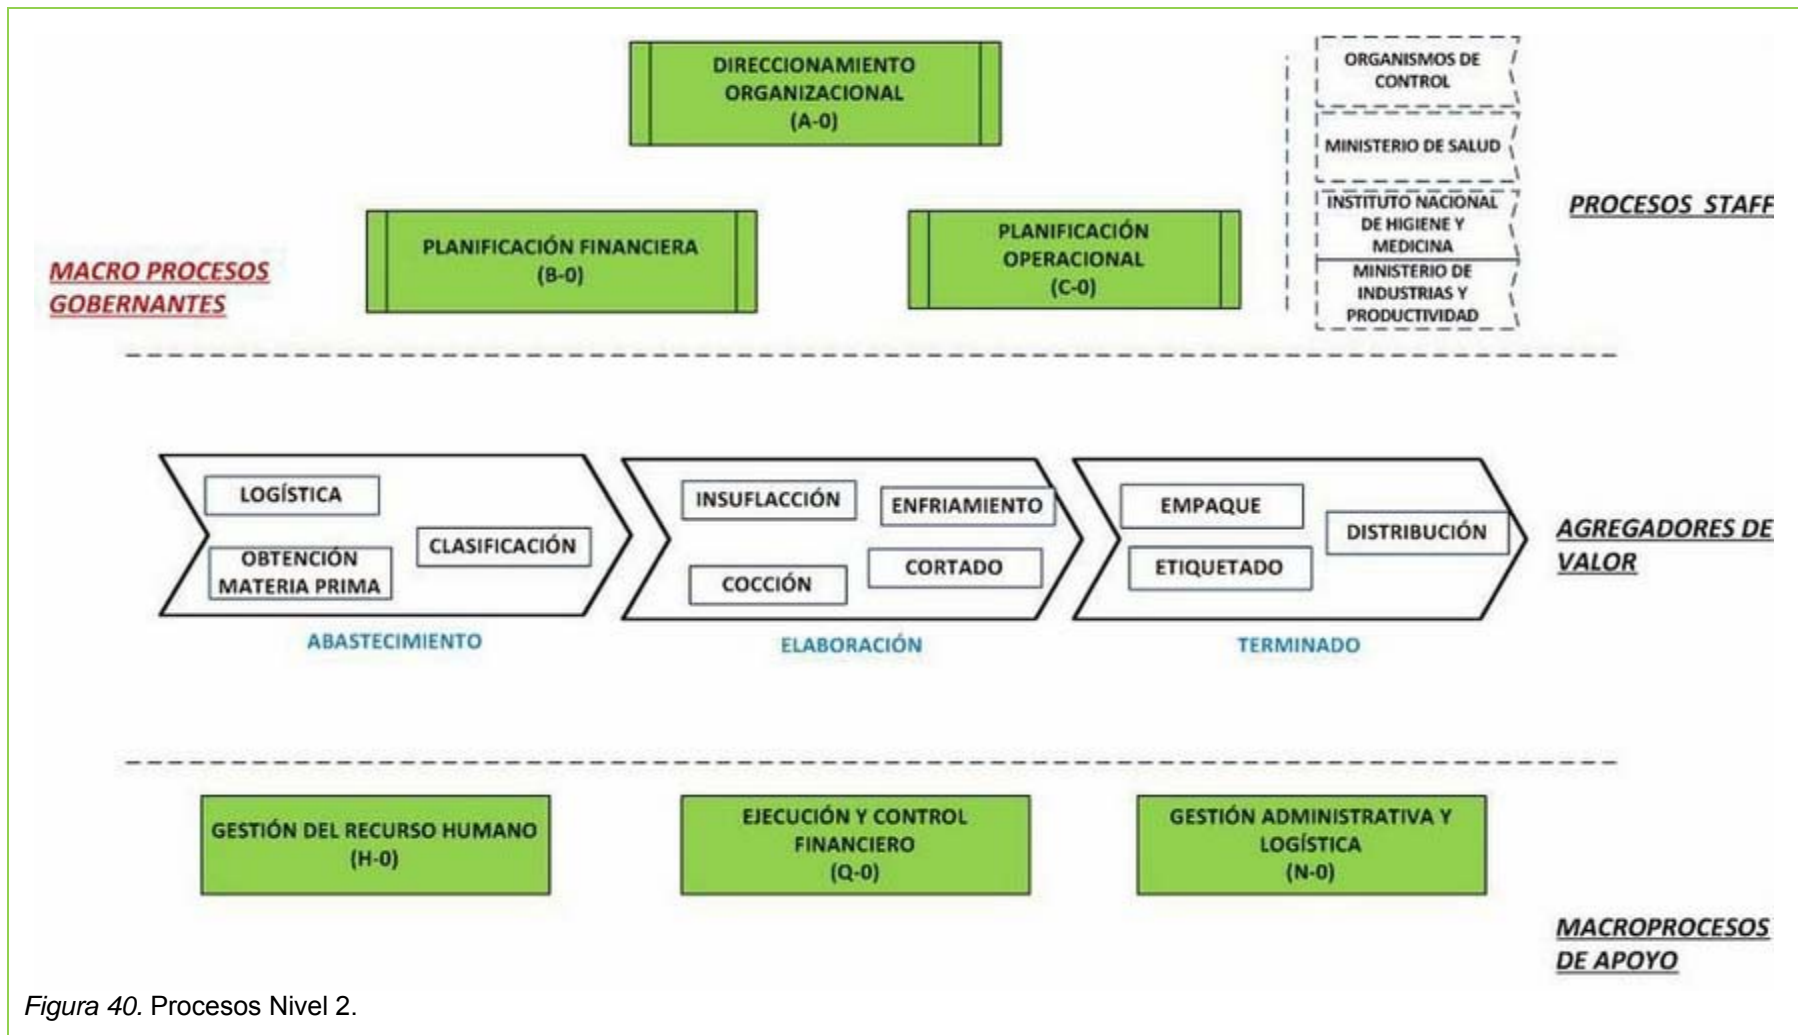 DIRECCIONAMIENTO
ORGANIZACIONAL
(A-0)
ORGANISMOS DE
CONTROL
MINISTERIO DE SALUD
INSTITUTO NACIONAL
DE HIGIENE Y
MEDICINA
MINISTERIO DE
INDUSTRIAS Y
PRODUCTIVIDAD
PROCESOS STAFF
MACRO PROCESOS
GOBERNANTES
PLANIFICACIÓN FINANCIERA
(B-0)
PLANIFICACIÓN
OPERACIONAL
(C-0)
LOGÍSTICA
OBTENCIÓN
MATERIA PRIMA
CLASIFICACIÓN
ABASTECIMIENTO
INSUFLACCIÓN
ENFRIAMIENTO
COCCIÓN
CORTADO
ELABORACIÓN
EMPAQUE
ETIQUETADO
DISTRIBUCIÓN
TERMINADO
AGREGADORES DE
VALOR
GESTIÓN DEL RECURSO HUMANO
(H-0)
EJECUCIÓN Y CONTROL
FINANCIERO
(Q-0)
GESTIÓN ADMINISTRATIVA Y
LOGÍSTICA
(N-0)
MACROPROCESOS
DE APOYO
Figura 40. Procesos Nivel 2.